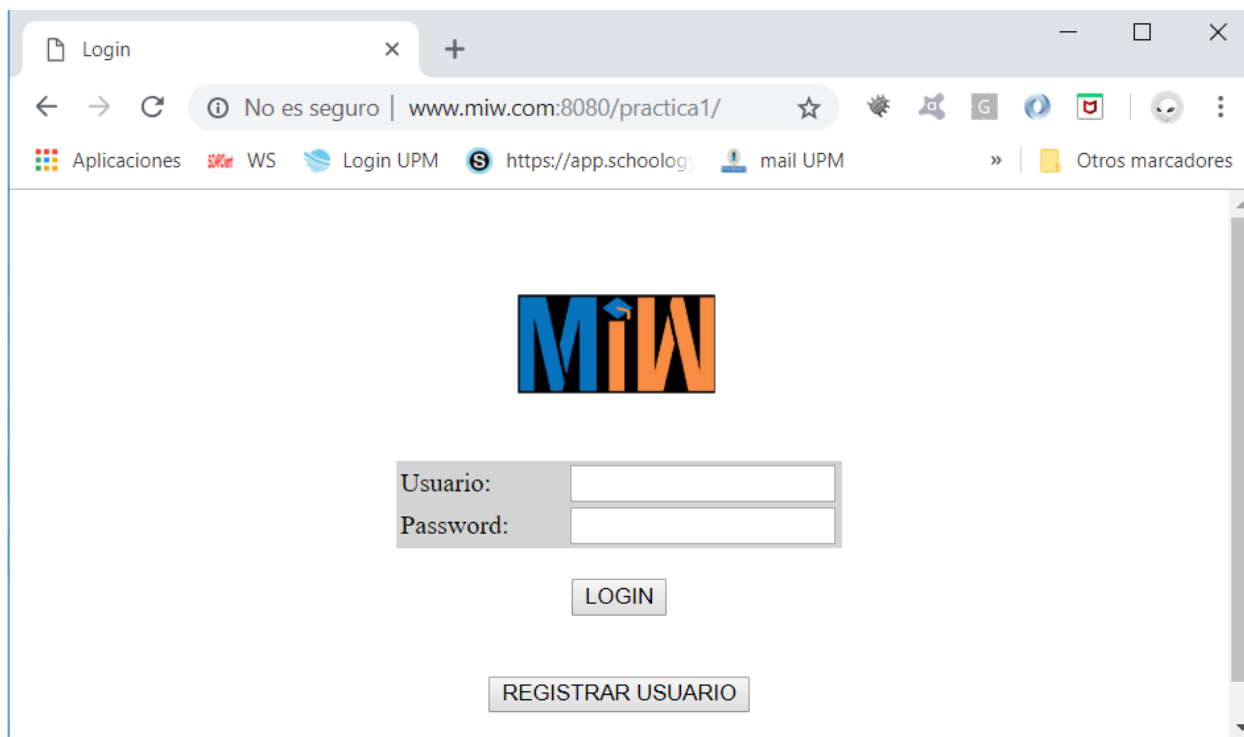 Login
No es seguro | www.miw.com:8080/practica1/
Aplicaciones WS Login UPM S https://app.schoology mail UPM » Otros marcadores
MiW
Usuario:
Password:
LOGIN
REGISTRAR USUARIO